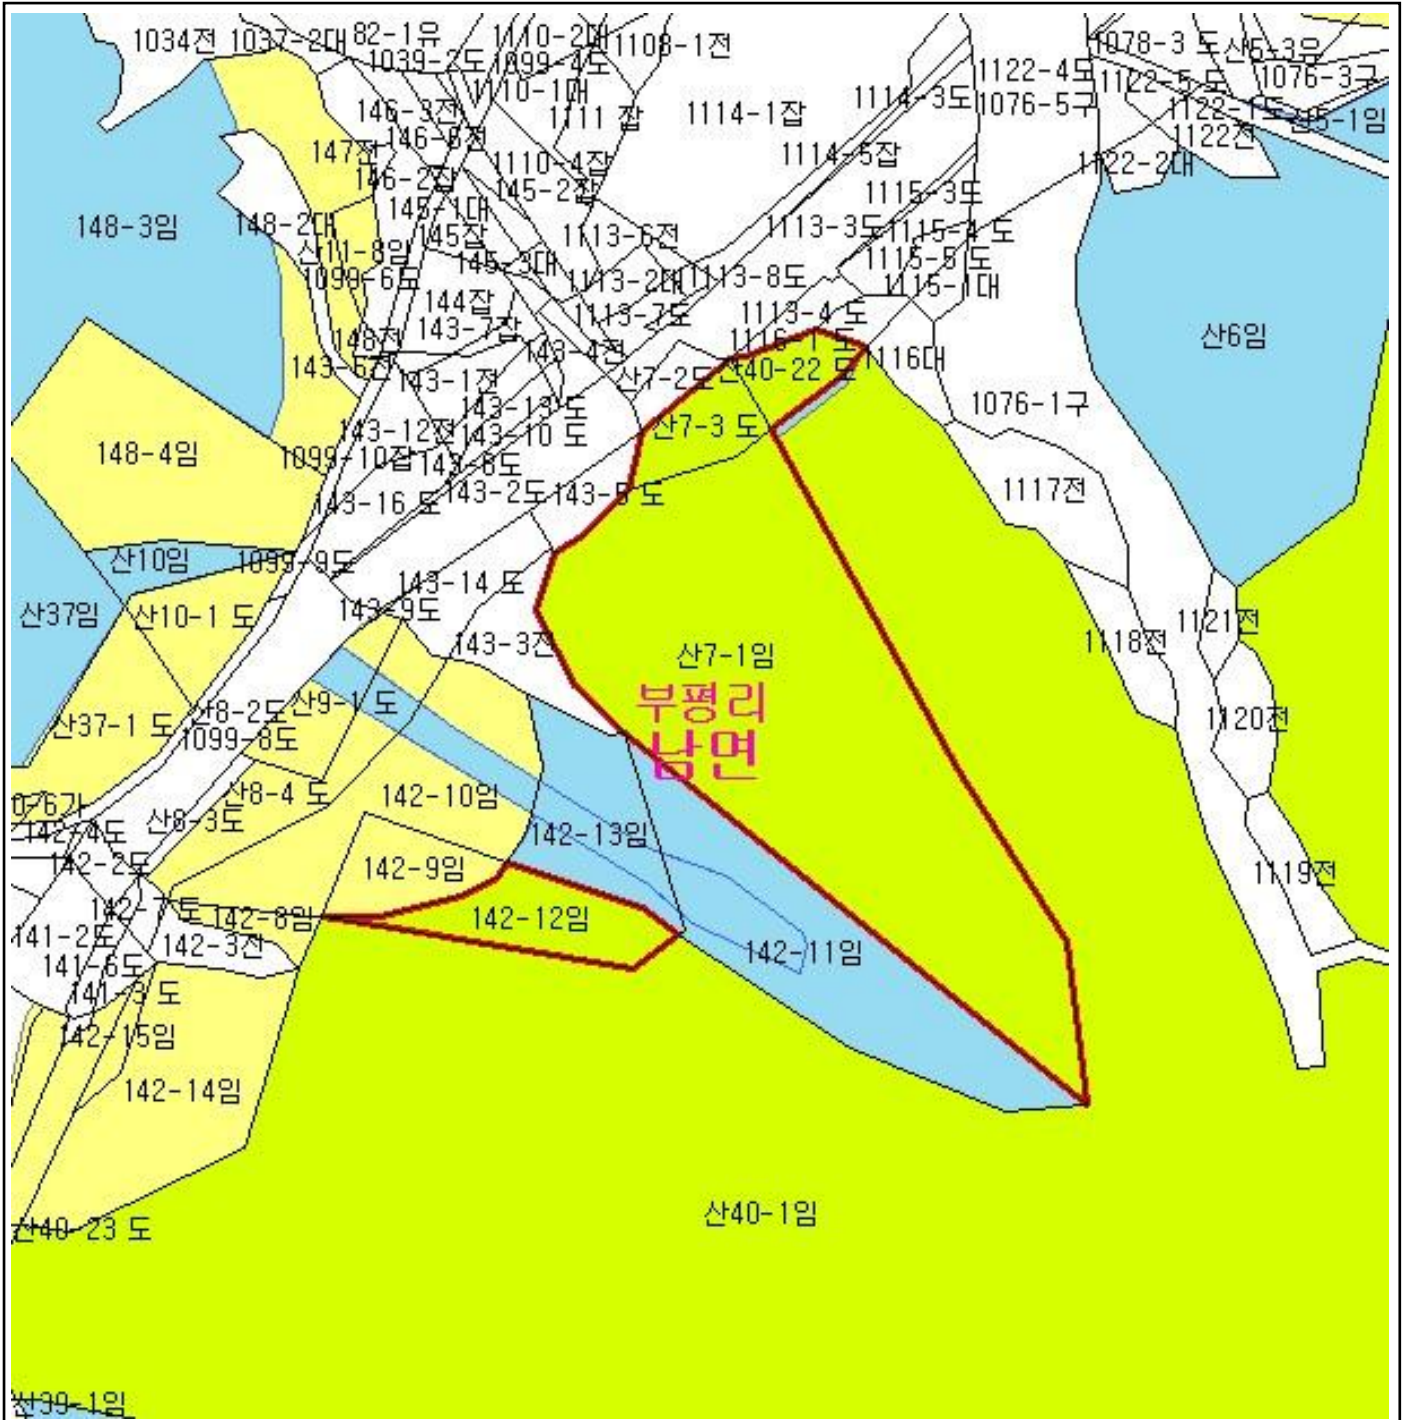 1034전 1037-2대 82-1유 1110-2대
1108-1전
1078-3 도 산5-3유
1039-2도 1099-4도
1122-4도 1122-5 도 1076-3구
1110-1대
146-3전 1111 잡 1114-1잡 1114-3도 1076-5구
1122-1도 산5-1임
146-6전
1122전
147전 1110-4잡 1114-5잡 1122-2대
146-2잡 145-2잡 1115-3도
145-1대
148-3임 148-2대 145잡 1113-6전 1113-3도 1115-4 도
산11-8임 145-3대 1115-5 도
1099-6도 1113-2대 1113-8도 1115-1대
144잡 1113-7도 1113-4 도
148전 143-7잡 1116-1 도 산6임
143-4전 1116대
143-1전 산7-2도 산40-22 도
143-13 도 1076-1구
143-12전 143-10 도 산7-3 도
148-4임 1099-10잡 143-6도
143-16 도 143-2도 143-5 도 1117전
산10임 1099-9도
143-14 도
산37임 산10-1 도 143-9도 1121전
143-3전 1118전
산7-1임
산9-1 도 부평리
산37-1 도 산8-2도 1120전
1099-8도 남면
산8-4 도 142-10임
산8-3도
142-4도 142-13임
142-2도 142-9임 1119전
142-7 도 142-8임 142-12임
141-2도 142-3전 142-11임
141-6도
141-3 도
142-15임
142-14임
산40-1임
산40-23 도
산39-1임